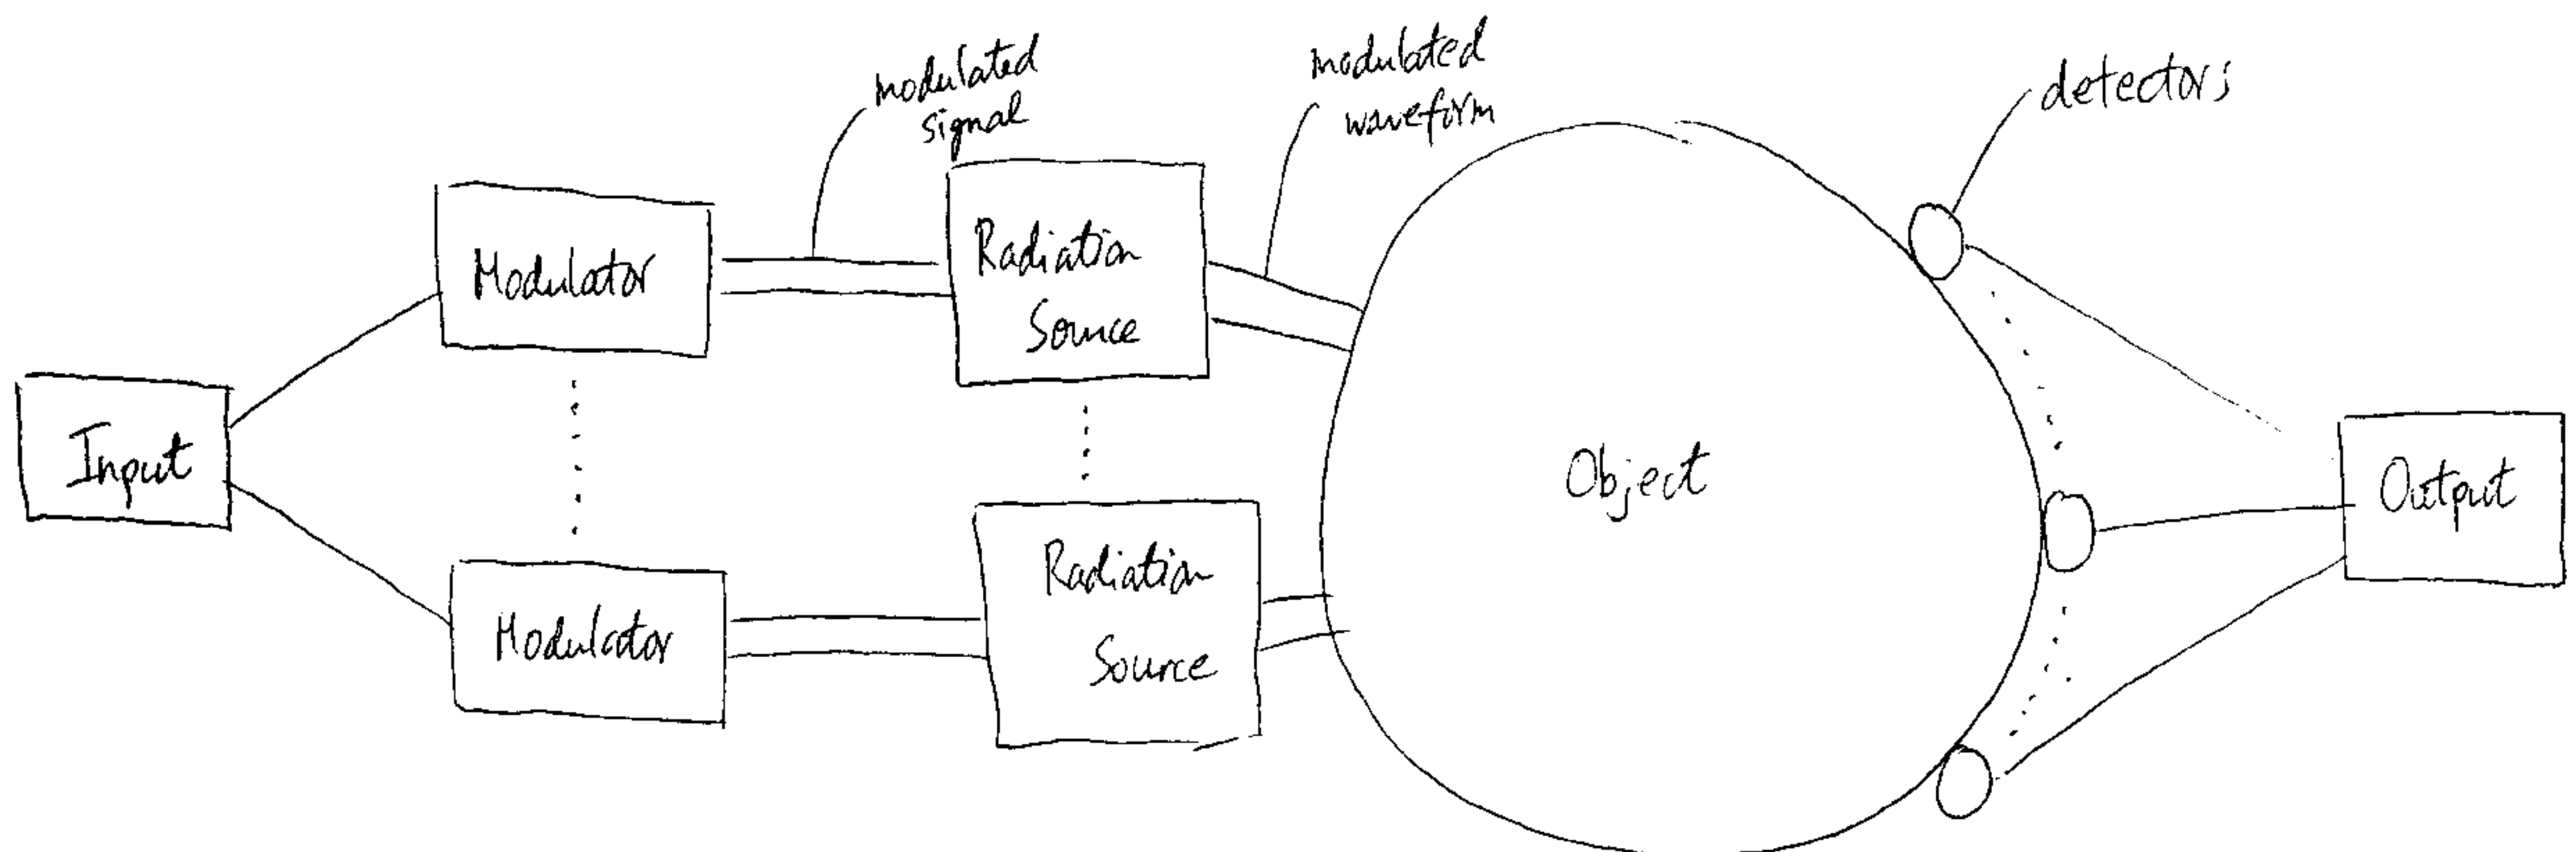 modulated
signal
modulated
waveform
detectors
Modulator
Radiation
Source
Input
Object
Output
Modulator
Radiation
Source